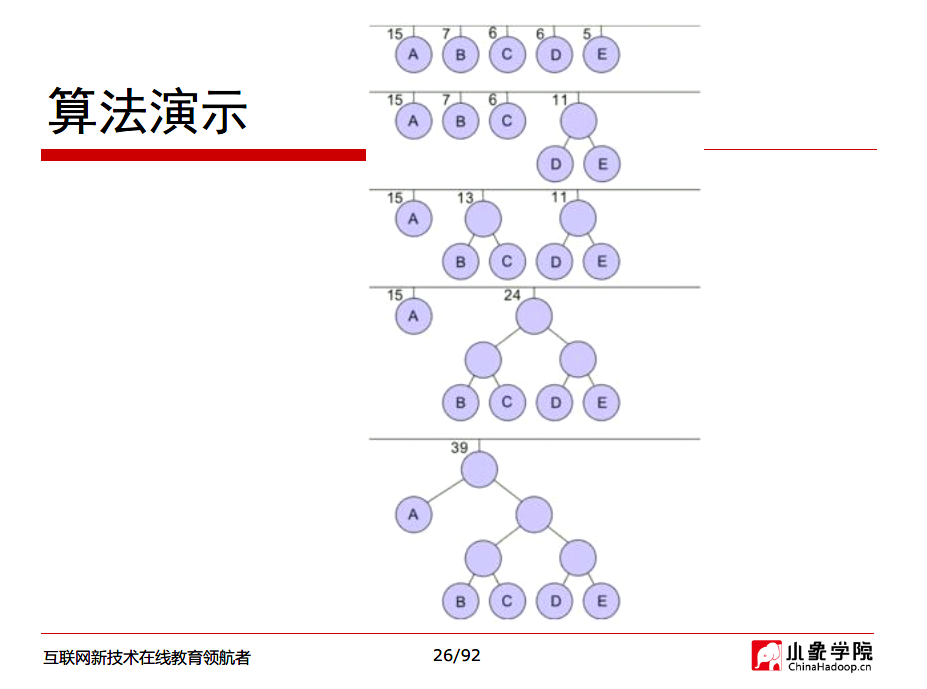 算法演示
15 7 6 6 5
A B C D E
15 7 6 11
A B C
D E
15 13 11
A
B C D E
15 24
A
B C D E
39
A
B C D E
互联网新技术在线教育领航者
26/92
小象学院
ChinaHadoop.cn